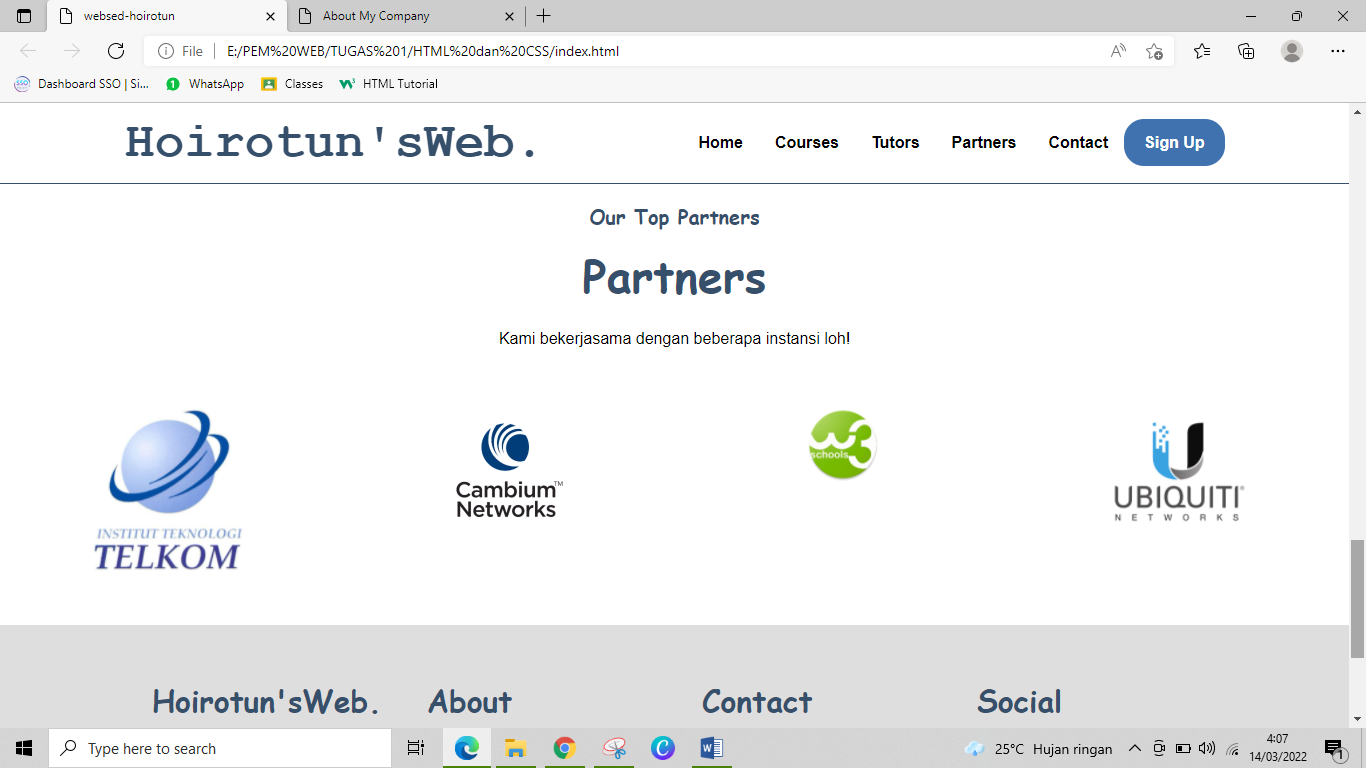 websed-hoirotun
About My Company
File
E:/PEM%20WEB/TUGAS%201/HTML%20dan%20CSS/index.html
Dashboard SSO | Si...
WhatsApp
Classes
HTML Tutorial
Hoirotun'sWeb.
Home
Courses
Tutors
Partners
Contact
Sign Up
Our Top Partners
Partners
Kami bekerjasama dengan beberapa instansi loh!
INSTITUT TEKNOLOGI
TELKOM
Cambium™
Networks
w3
schools
UBIQUITI®
NETWORKS
Hoirotun'sWeb.
About
Contact
Social
Type here to search
25°C Hujan ringan
4:07
14/03/2022
1